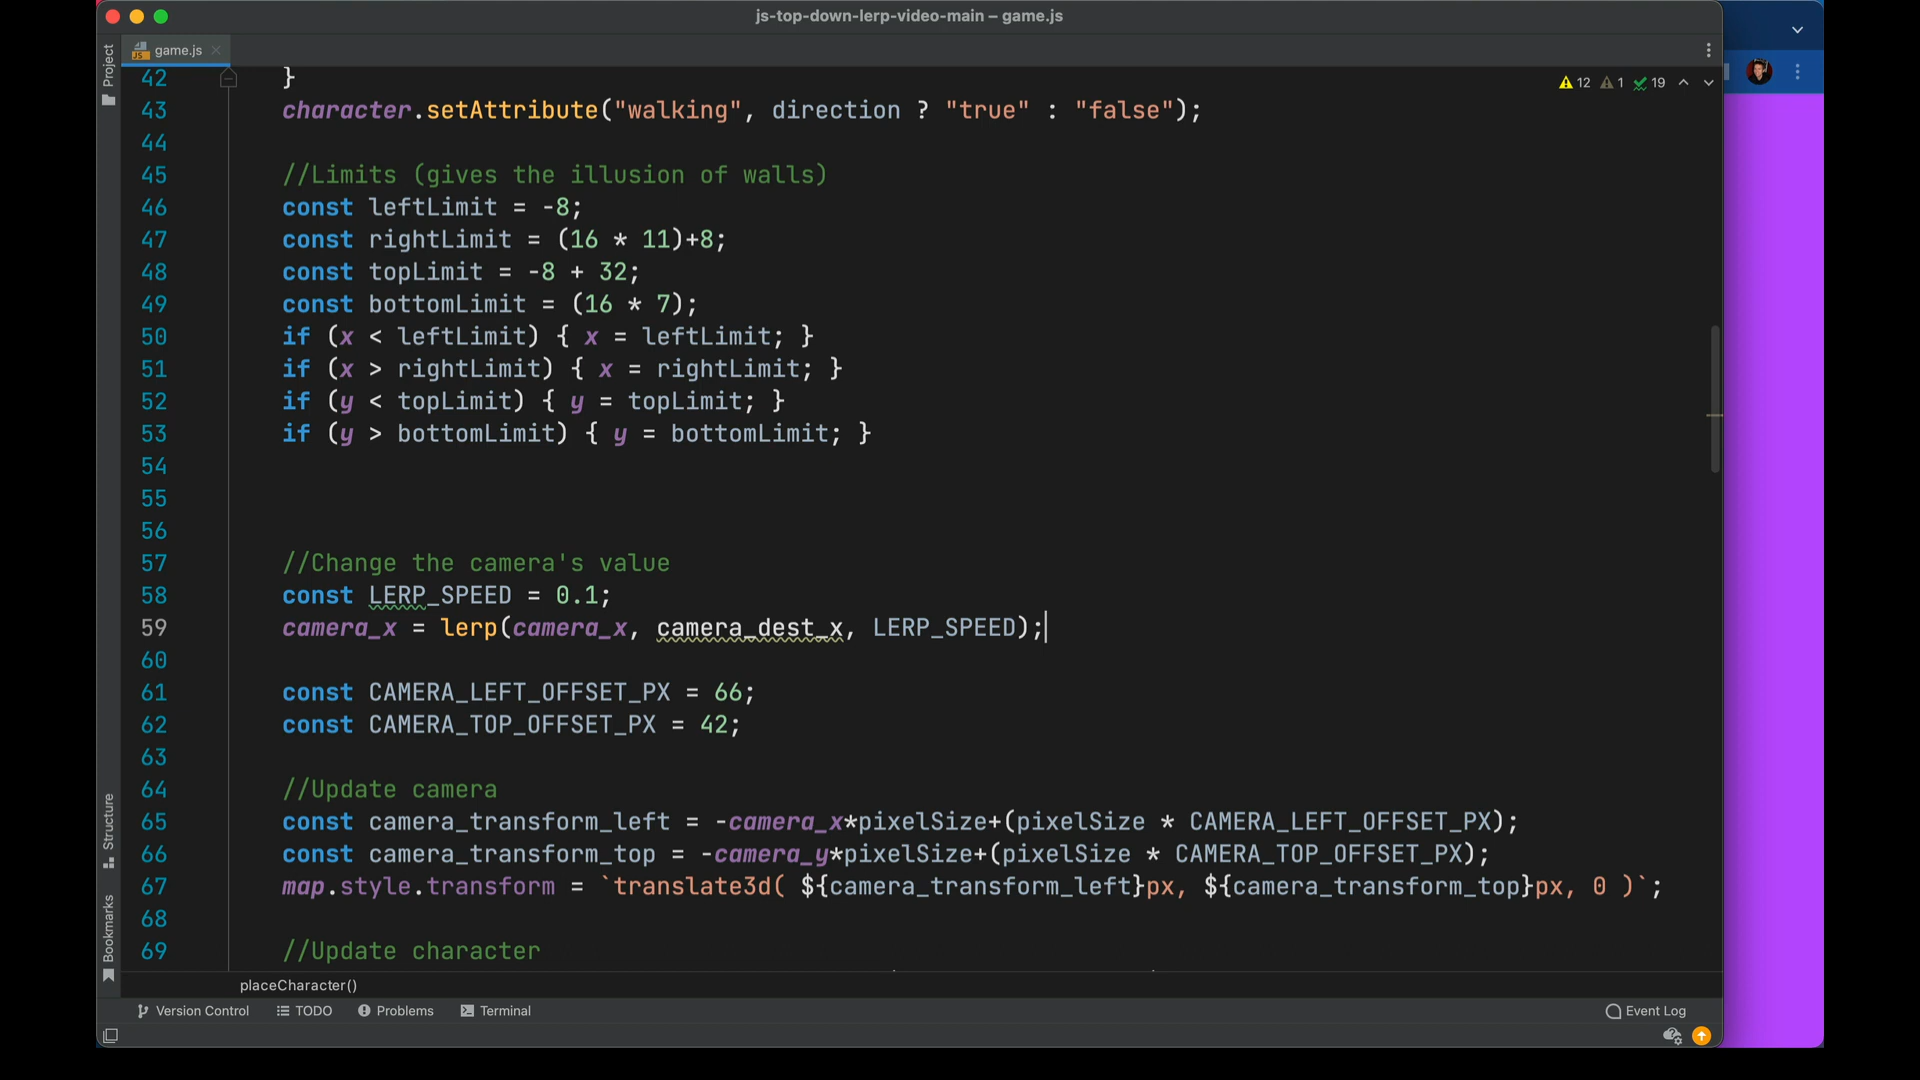 js-top-down-lerp-video-main – game.js
Project
game.js
12 1 19
42 }
43 character.setAttribute("walking", direction ? "true" : "false");
44
45 //Limits (gives the illusion of walls)
46 const leftLimit = -8;
47 const rightLimit = (16 * 11)+8;
48 const topLimit = -8 + 32;
49 const bottomLimit = (16 * 7);
50 if (x < leftLimit) { x = leftLimit; }
51 if (x > rightLimit) { x = rightLimit; }
52 if (y < topLimit) { y = topLimit; }
53 if (y > bottomLimit) { y = bottomLimit; }
54
55
56
57 //Change the camera's value
58 const LERP_SPEED = 0.1;
59 camera_x = lerp(camera_x, camera_dest_x, LERP_SPEED);
60
61 const CAMERA_LEFT_OFFSET_PX = 66;
62 const CAMERA_TOP_OFFSET_PX = 42;
63
64 //Update camera
65 const camera_transform_left = -camera_x*pixelSize+(pixelSize * CAMERA_LEFT_OFFSET_PX);
66 const camera_transform_top = -camera_y*pixelSize+(pixelSize * CAMERA_TOP_OFFSET_PX);
67 map.style.transform = `translate3d( ${camera_transform_left}px, ${camera_transform_top}px, 0 )`;
68
69 //Update character
Structure
Bookmarks
placeCharacter()
Version Control TODO Problems Terminal Event Log